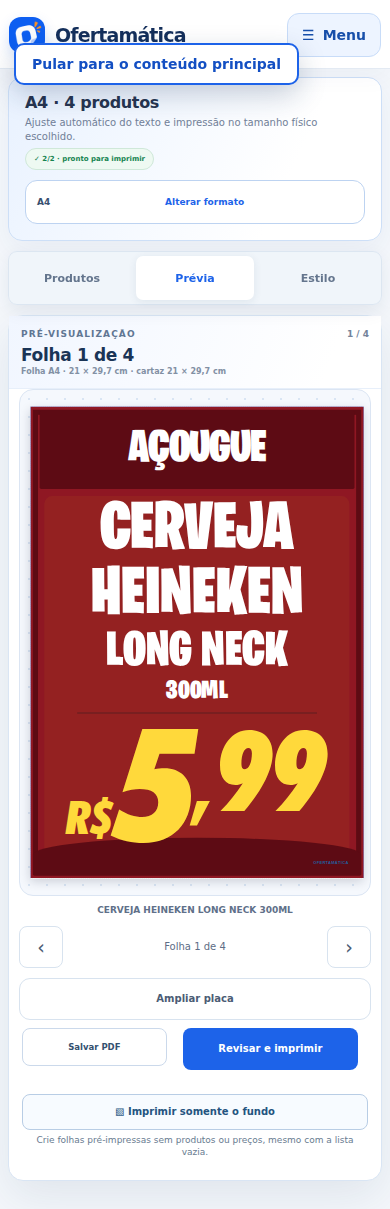 Ofertamática
☰ Menu
Pular para o conteúdo principal
A4 · 4 produtos
Ajuste automático do texto e impressão no tamanho físico
escolhido.
✓ 2/2 · pronto para imprimir
A4 Alterar formato
Produtos Prévia Estilo
PRÉ-VISUALIZAÇÃO 1 / 4
Folha 1 de 4
Folha A4 · 21 × 29,7 cm · cartaz 21 × 29,7 cm
AÇOUGUE
CERVEJA
HEINEKEN
LONG NECK
300ML
R$5,99
OFERTAMÁTICA
CERVEJA HEINEKEN LONG NECK 300ML
‹ Folha 1 de 4 ›
Ampliar placa
Salvar PDF Revisar e imprimir
▧ Imprimir somente o fundo
Crie folhas pré-impressas sem produtos ou preços, mesmo com a lista
vazia.